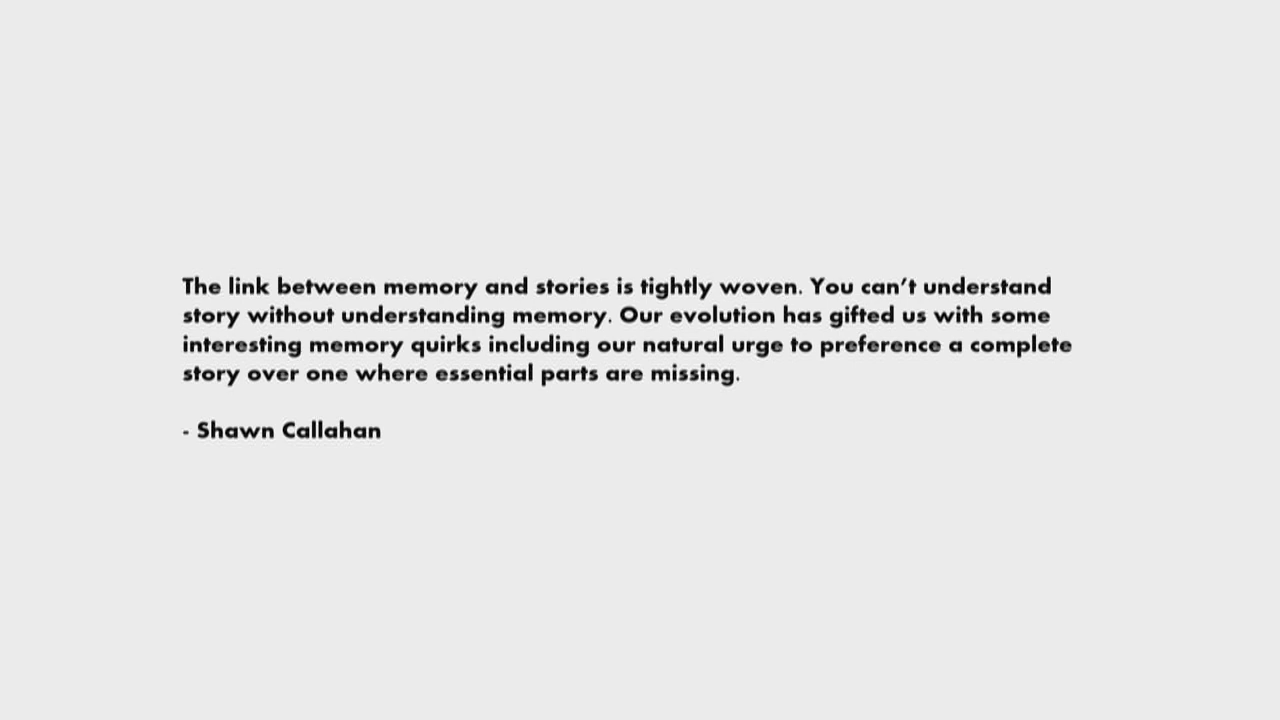 The link between memory and stories is tightly woven. You can’t understand
story without understanding memory. Our evolution has gifted us with some
interesting memory quirks including our natural urge to preference a complete
story over one where essential parts are missing.
- Shawn Callahan